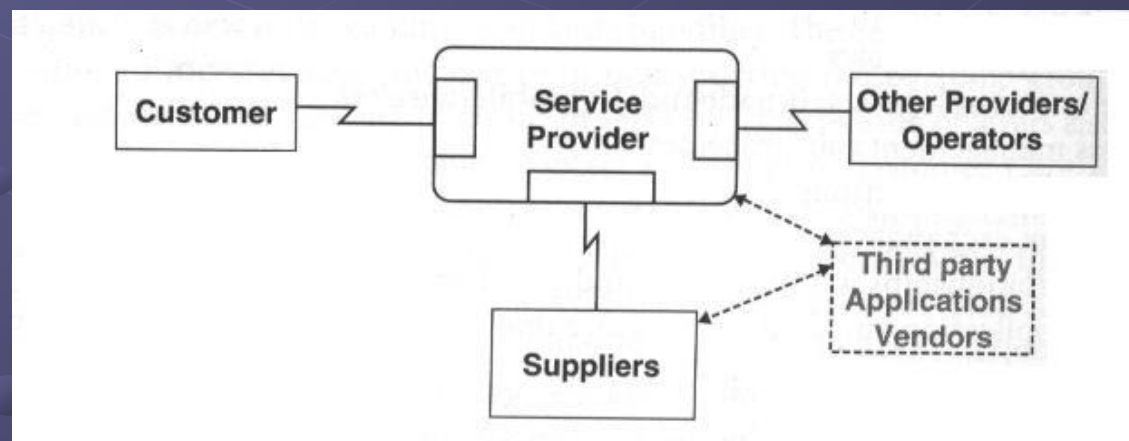 Customer
Service
Provider
Other Providers/
Operators
Third party
Applications
Vendors
Suppliers